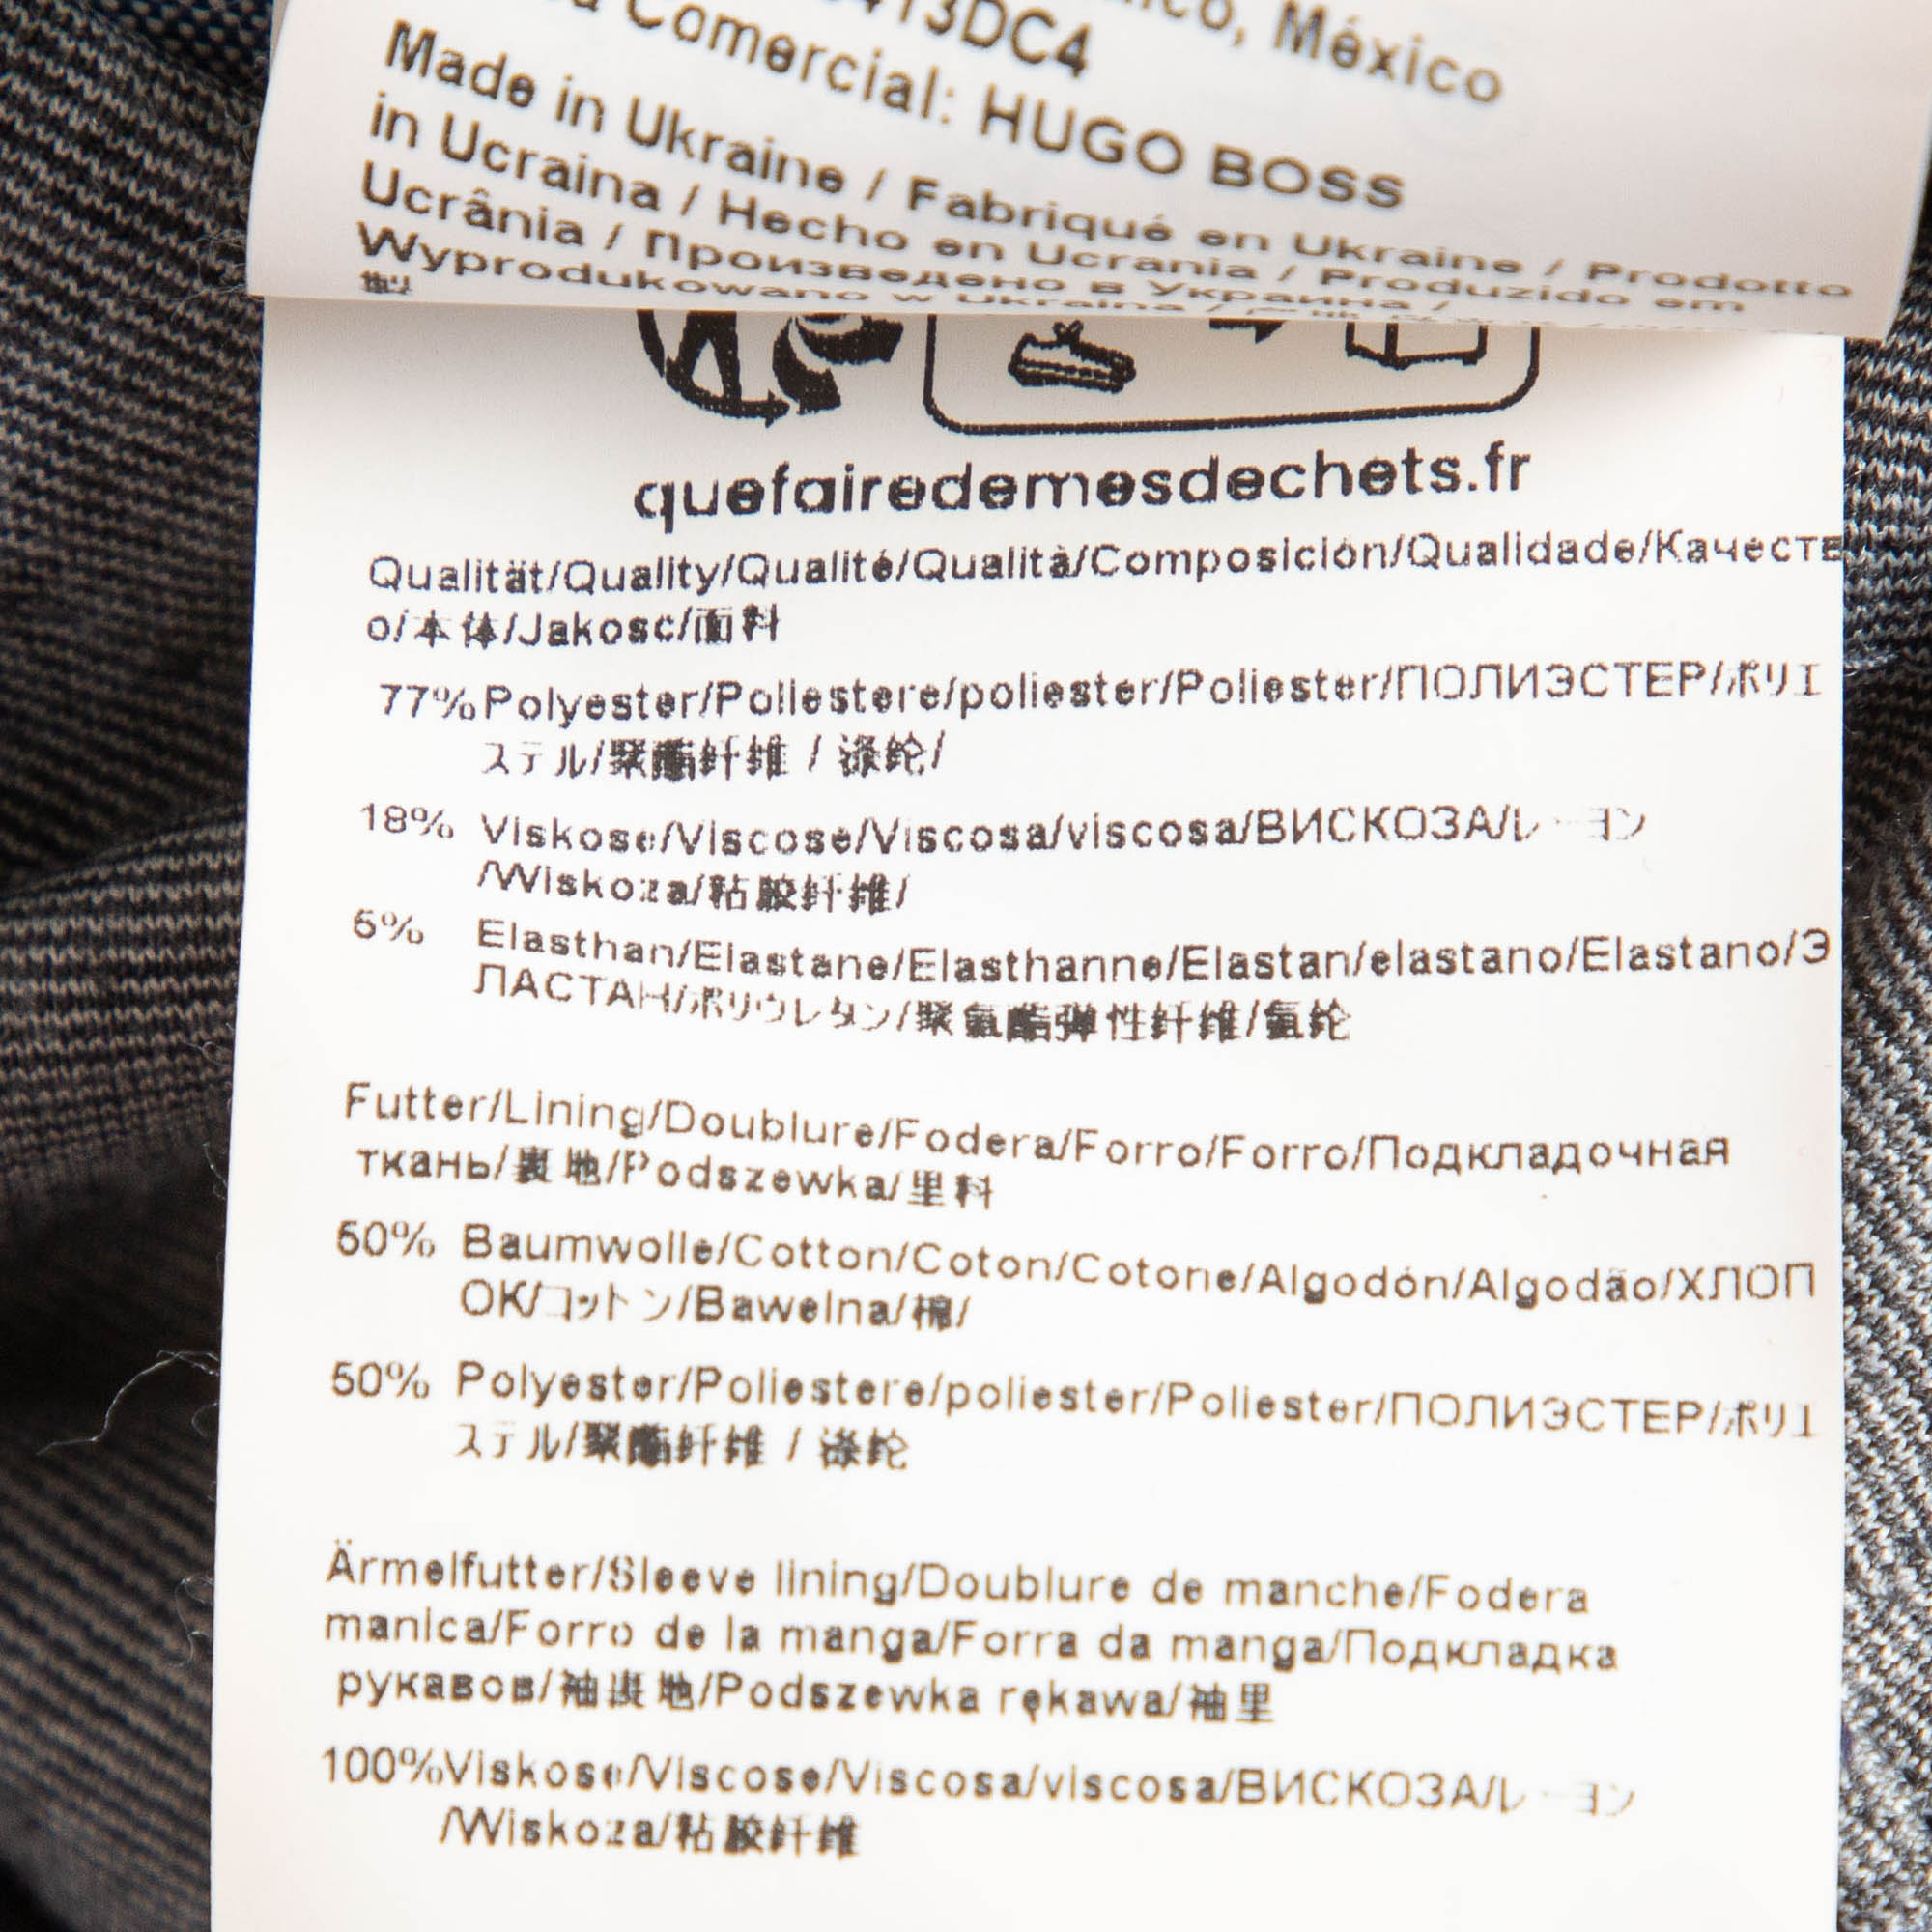 México
Comercial: HUGO BOSS
Made in Ukraine / Fabriqué en Ukraine / Prodotto
in Ucraina / Hecho en Ucrania / Produzido em
Ucrânia / Произведено в Украина /
Wyprodukowano w Ukraina /
製
quefairedemesdechets.fr
Qualität/Quality/Qualité/Qualità/Composición/Qualidade/Качеств
о/本体/Jakosc/面料
77% Polyester/Poliestere/poliester/Poliester/ПОЛИЭСТЕР/ポリエ
ステル/聚酯纤维 / 涤纶/
18% Viskose/Viscose/Viscosa/viscosa/ВИСКОЗА/レーヨン
/Wiskoza/粘胶纤维/
5% Elasthan/Elastane/Elasthanne/Elastan/elastano/Elastano/Э
ЛАСТАН/ポリウレタン/聚氨酯弹性纤维/氨纶
Futter/Lining/Doublure/Fodera/Forro/Forro/Подкладочная
ткань/裏地/Podszewka/里料
50% Baumwolle/Cotton/Coton/Cotone/Algodón/Algodão/ХЛОП
ОК/コットン/Bawelna/棉/
50% Polyester/Poliestere/poliester/Poliester/ПОЛИЭСТЕР/ポリエ
ステル/聚酯纤维 / 涤纶
Ärmelfutter/Sleeve lining/Doublure de manche/Fodera
manica/Forro de la manga/Forra da manga/Подкладка
рукавов/袖裏地/Podszewka rękawa/袖里
100% Viskose/Viscose/Viscosa/viscosa/ВИСКОЗА/レーヨン
/Wiskoza/粘胶纤维